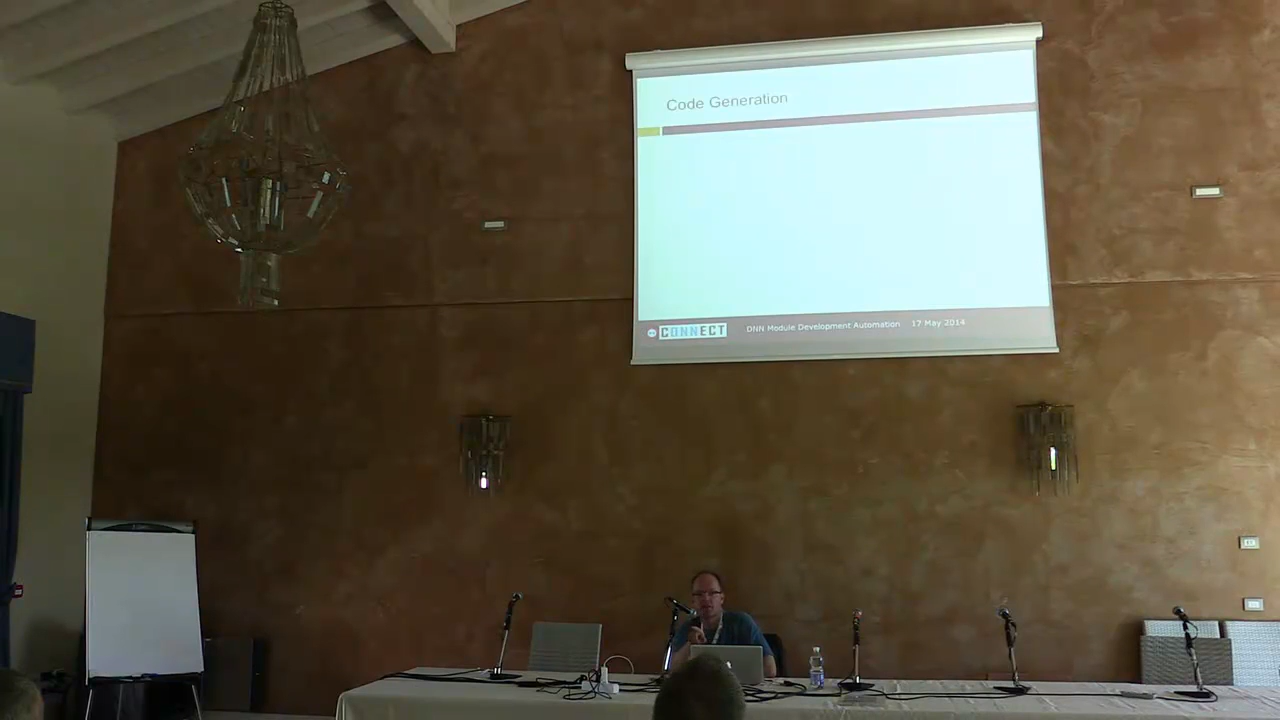 Code Generation
CONNECT DNN Module Development Automation 17 May 2014